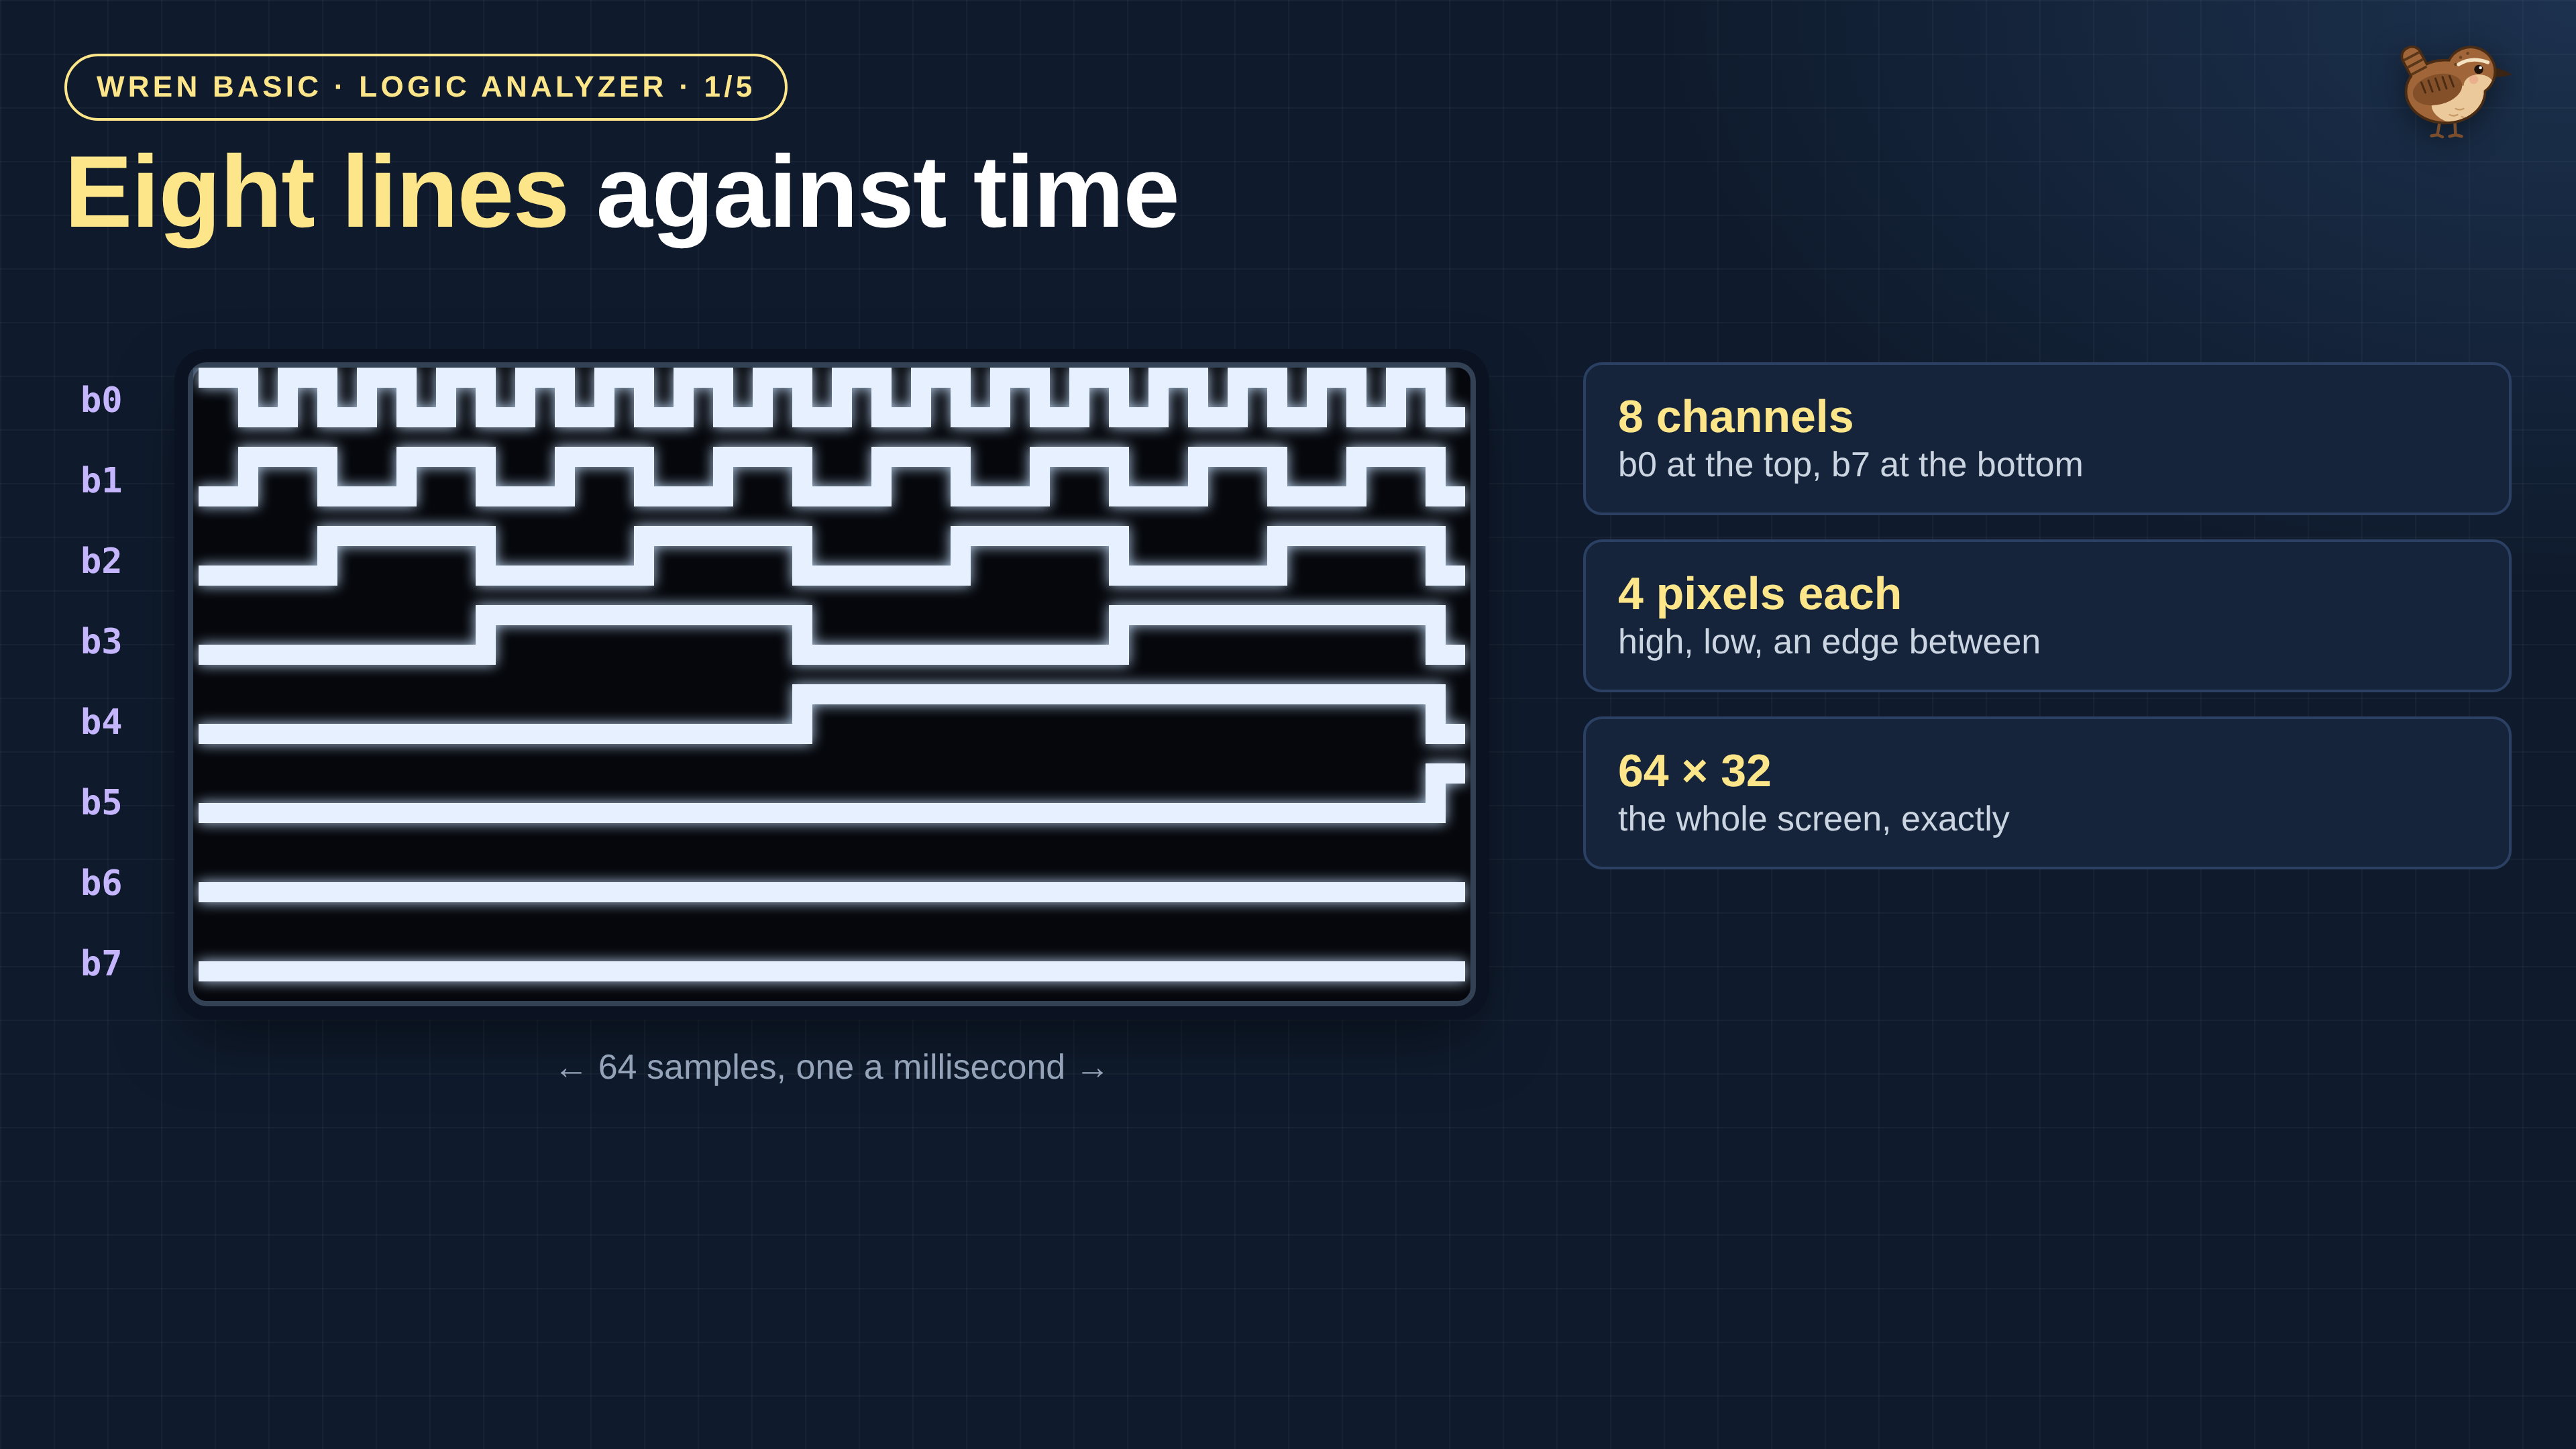 WREN BASIC · LOGIC ANALYZER · 1/5
Eight lines against time
b0
b1
b2
b3
b4
b5
b6
b7
← 64 samples, one a millisecond →
8 channels
b0 at the top, b7 at the bottom
4 pixels each
high, low, an edge between
64 × 32
the whole screen, exactly